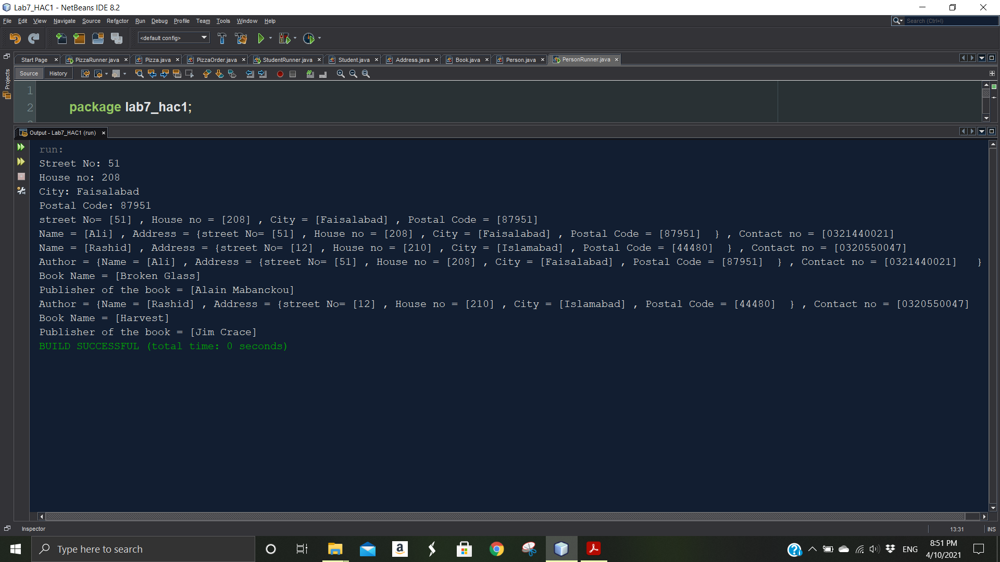 Lab7_HAC1 - NetBeans IDE 8.2
File Edit View Navigate Source Refactor Run Debug Profile Team Tools Window Help
Search (Ctrl+I)
<default config>
Start Page PizzaRunner.java Pizza.java PizzaOrder.java StudentRunner.java Student.java Address.java Book.java Person.java PersonRunner.java
Projects
Source History
1
2 package lab7_hac1;
Output - Lab7_HAC1 (run)
run:
Street No: 51
House no: 208
City: Faisalabad
Postal Code: 87951
street No= [51] , House no = [208] , City = [Faisalabad] , Postal Code = [87951]
Name = [Ali] , Address = {street No= [51] , House no = [208] , City = [Faisalabad] , Postal Code = [87951]  } , Contact no = [0321440021]
Name = [Rashid] , Address = {street No= [12] , House no = [210] , City = [Islamabad] , Postal Code = [44480]  } , Contact no = [0320550047]
Author = {Name = [Ali] , Address = {street No= [51] , House no = [208] , City = [Faisalabad] , Postal Code = [87951]  } , Contact no = [0321440021]   }
Book Name = [Broken Glass]
Publisher of the book = [Alain Mabanckou]
Author = {Name = [Rashid] , Address = {street No= [12] , House no = [210] , City = [Islamabad] , Postal Code = [44480]  } , Contact no = [0320550047]
Book Name = [Harvest]
Publisher of the book = [Jim Crace]
BUILD SUCCESSFUL (total time: 0 seconds)
Inspector
13:31 INS
Type here to search
ENG
8:51 PM
4/10/2021